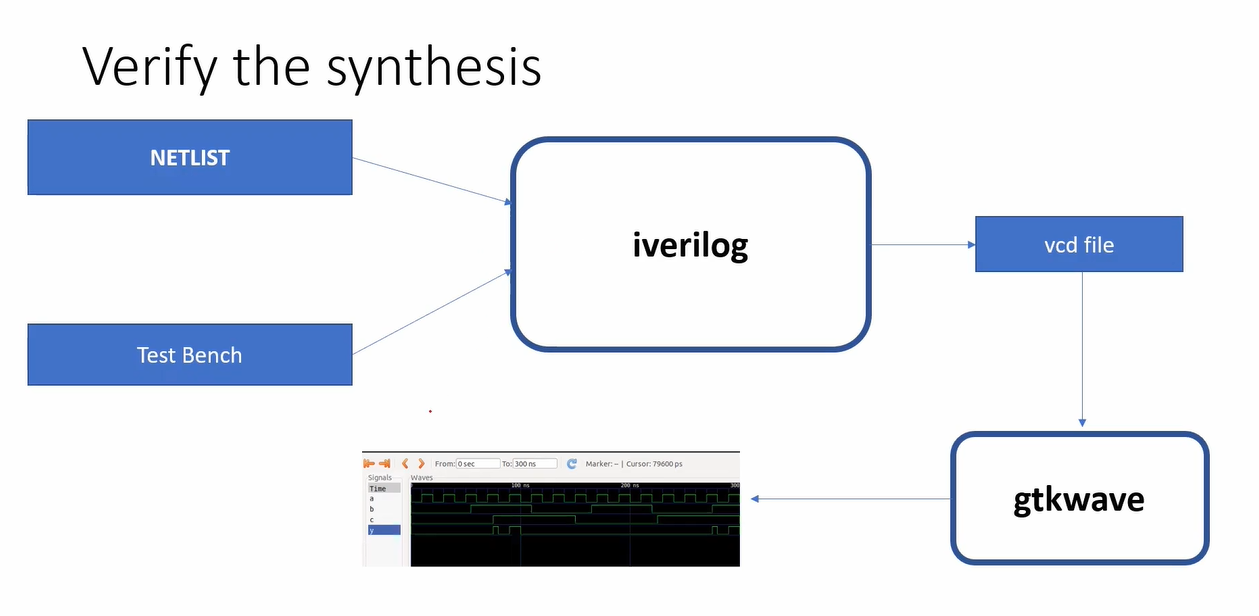 Verify the synthesis
NETLIST
iverilog
vcd file
Test Bench
gtkwave
From: 0 sec To: 300 ns Marker: -- | Cursor: 79600 ps
Signals Waves
Time 100 ns 200 ns 300
a
b
c
y